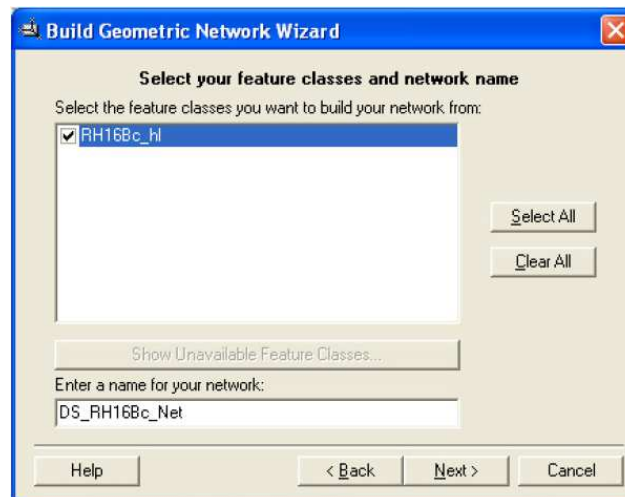 Build Geometric Network Wizard
Select your feature classes and network name
Select the feature classes you want to build your network from:
RH16Bc_hl
Select All
Clear All
Show Unavailable Feature Classes...
Enter a name for your network:
DS_RH16Bc_Net
Help
< Back
Next >
Cancel